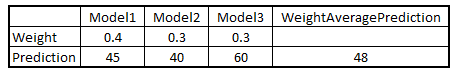 Model1 Model2 Model3 WeightAveragePrediction
Weight 0.4 0.3 0.3
Prediction 45 40 60 48